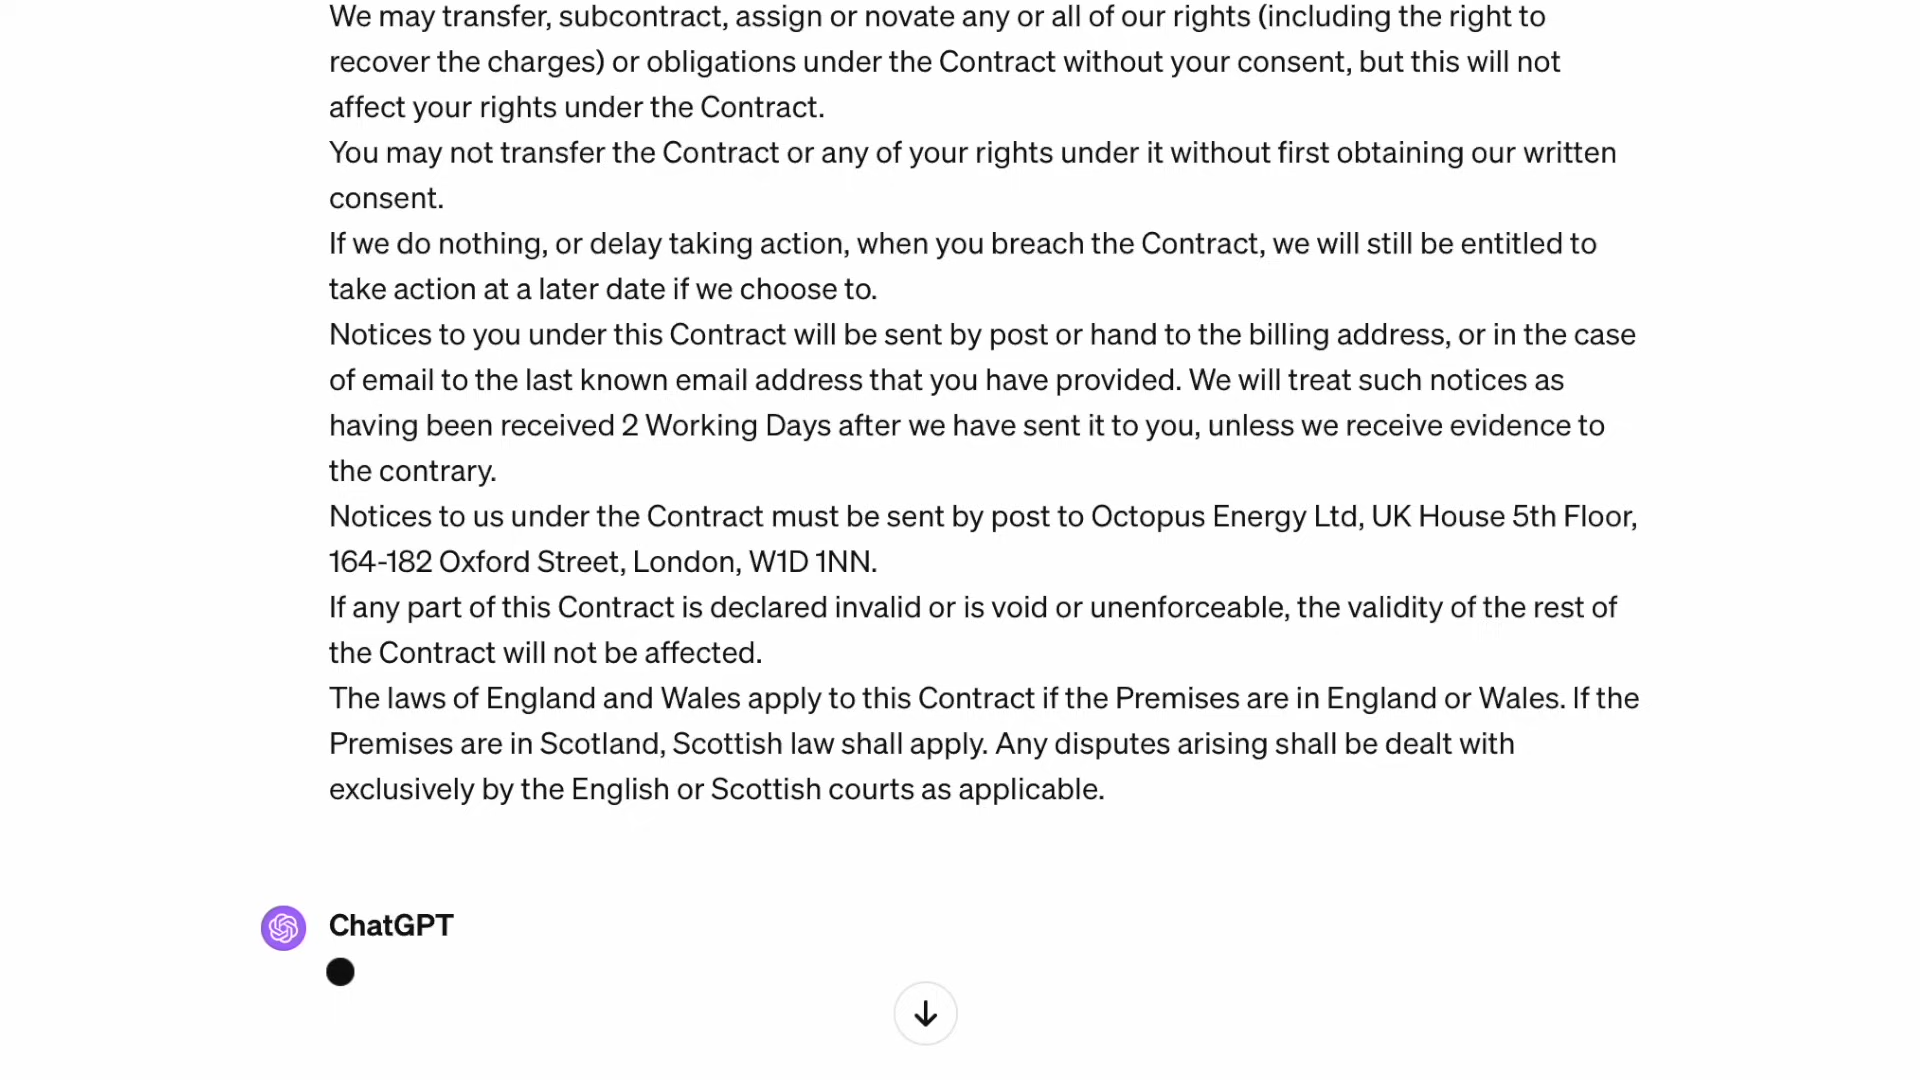 We may transfer, subcontract, assign or novate any or all of our rights (including the right to
recover the charges) or obligations under the Contract without your consent, but this will not
affect your rights under the Contract.
You may not transfer the Contract or any of your rights under it without first obtaining our written
consent.
If we do nothing, or delay taking action, when you breach the Contract, we will still be entitled to
take action at a later date if we choose to.
Notices to you under this Contract will be sent by post or hand to the billing address, or in the case
of email to the last known email address that you have provided. We will treat such notices as
having been received 2 Working Days after we have sent it to you, unless we receive evidence to
the contrary.
Notices to us under the Contract must be sent by post to Octopus Energy Ltd, UK House 5th Floor,
164-182 Oxford Street, London, W1D 1NN.
If any part of this Contract is declared invalid or is void or unenforceable, the validity of the rest of
the Contract will not be affected.
The laws of England and Wales apply to this Contract if the Premises are in England or Wales. If the
Premises are in Scotland, Scottish law shall apply. Any disputes arising shall be dealt with
exclusively by the English or Scottish courts as applicable.
ChatGPT